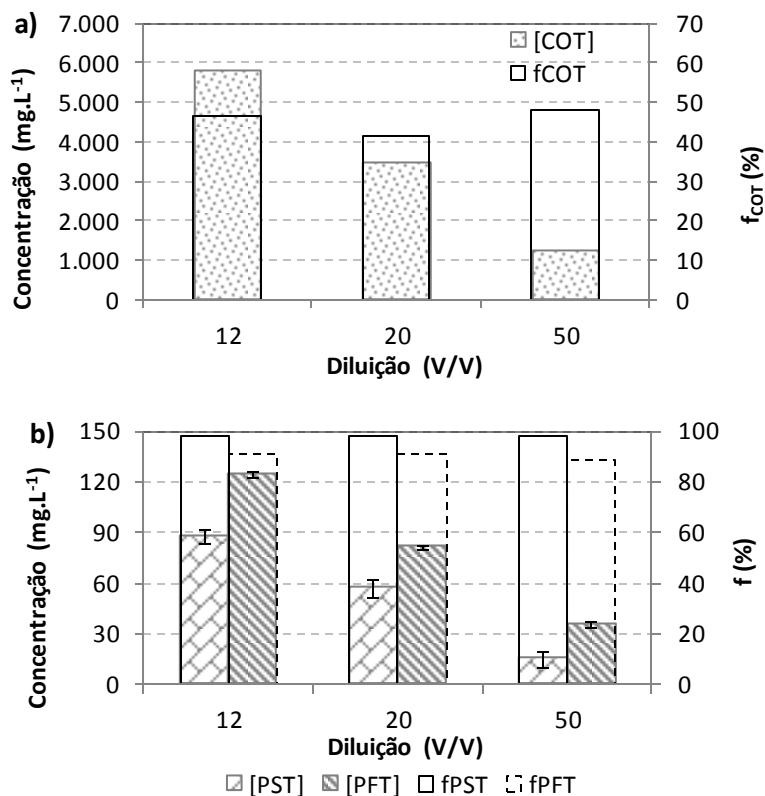 a)
7.000
6.000
5.000
4.000
3.000
2.000
1.000
0
Concentração (mg.L⁻¹)
[COT]
fCOT
70
60
50
40
30
20
10
0
f_COT (%)
12 20 50
Diluição (V/V)
b)
150
120
90
60
30
0
Concentração (mg.L⁻¹)
100
80
60
40
20
0
f (%)
12 20 50
Diluição (V/V)
[PST] [PFT] fPST fPFT